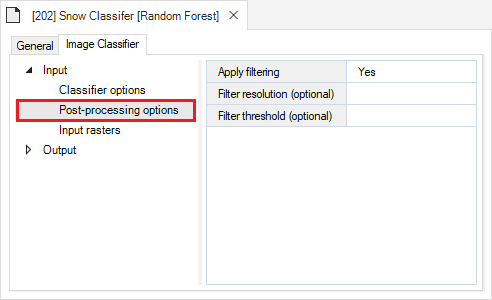 [202] Snow Classifer [Random Forest]
General Image Classifier
Input
Classifier options
Post-processing options
Input rasters
Output
Apply filtering Yes
Filter resolution (optional)
Filter threshold (optional)